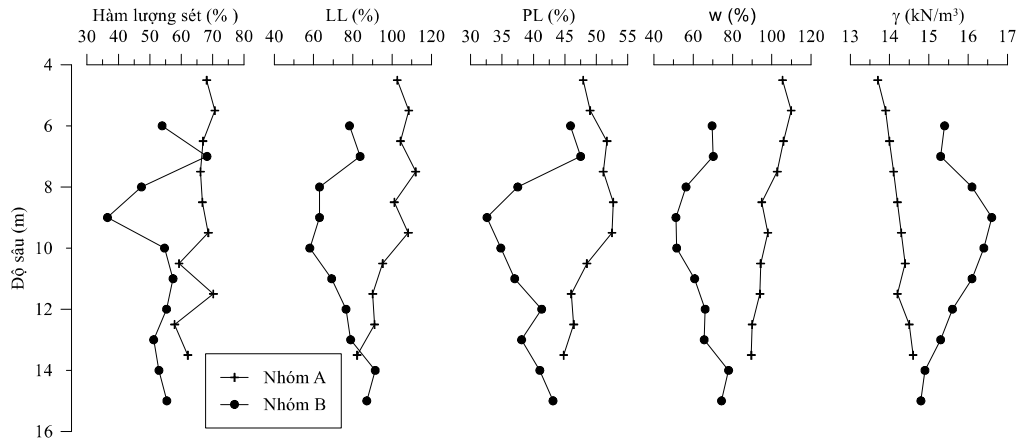 Hàm lượng sét (% ) LL (%) PL (%) w (%) γ (kN/m³)
30 40 50 60 70 80 40 60 80 100 120 30 35 40 45 50 55 40 60 80 100 120 13 14 15 16 17
4
6
8
10
12
14
16
Độ sâu (m)
Nhóm A
Nhóm B